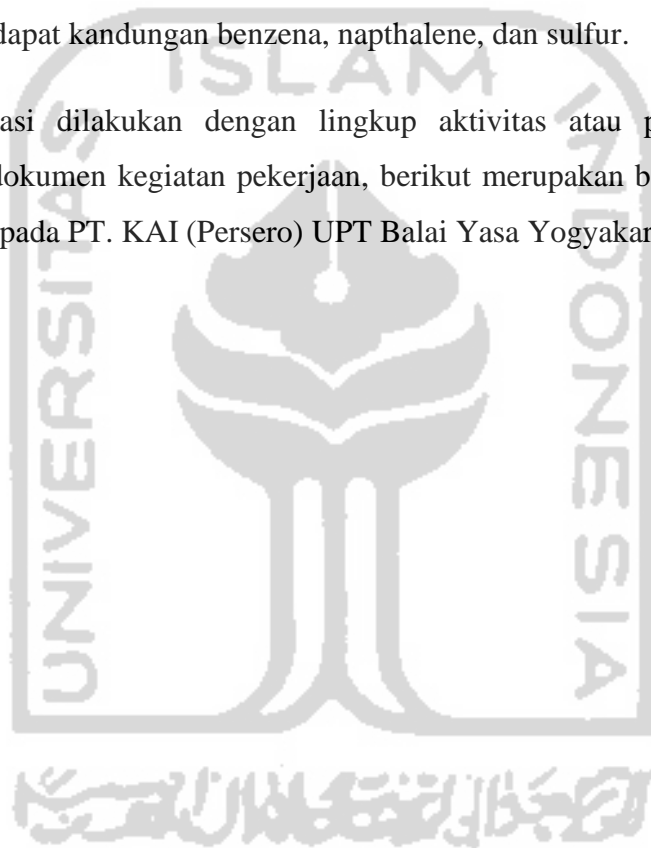 dapat kandungan benzena, napthalene, dan sulfur.
ISLAM
asi dilakukan dengan lingkup aktivitas atau p
dokumen kegiatan pekerjaan, berikut merupakan b
pada PT. KAI (Persero) UPT Balai Yasa Yogyakar
UNIVERSITAS
INDONESIA